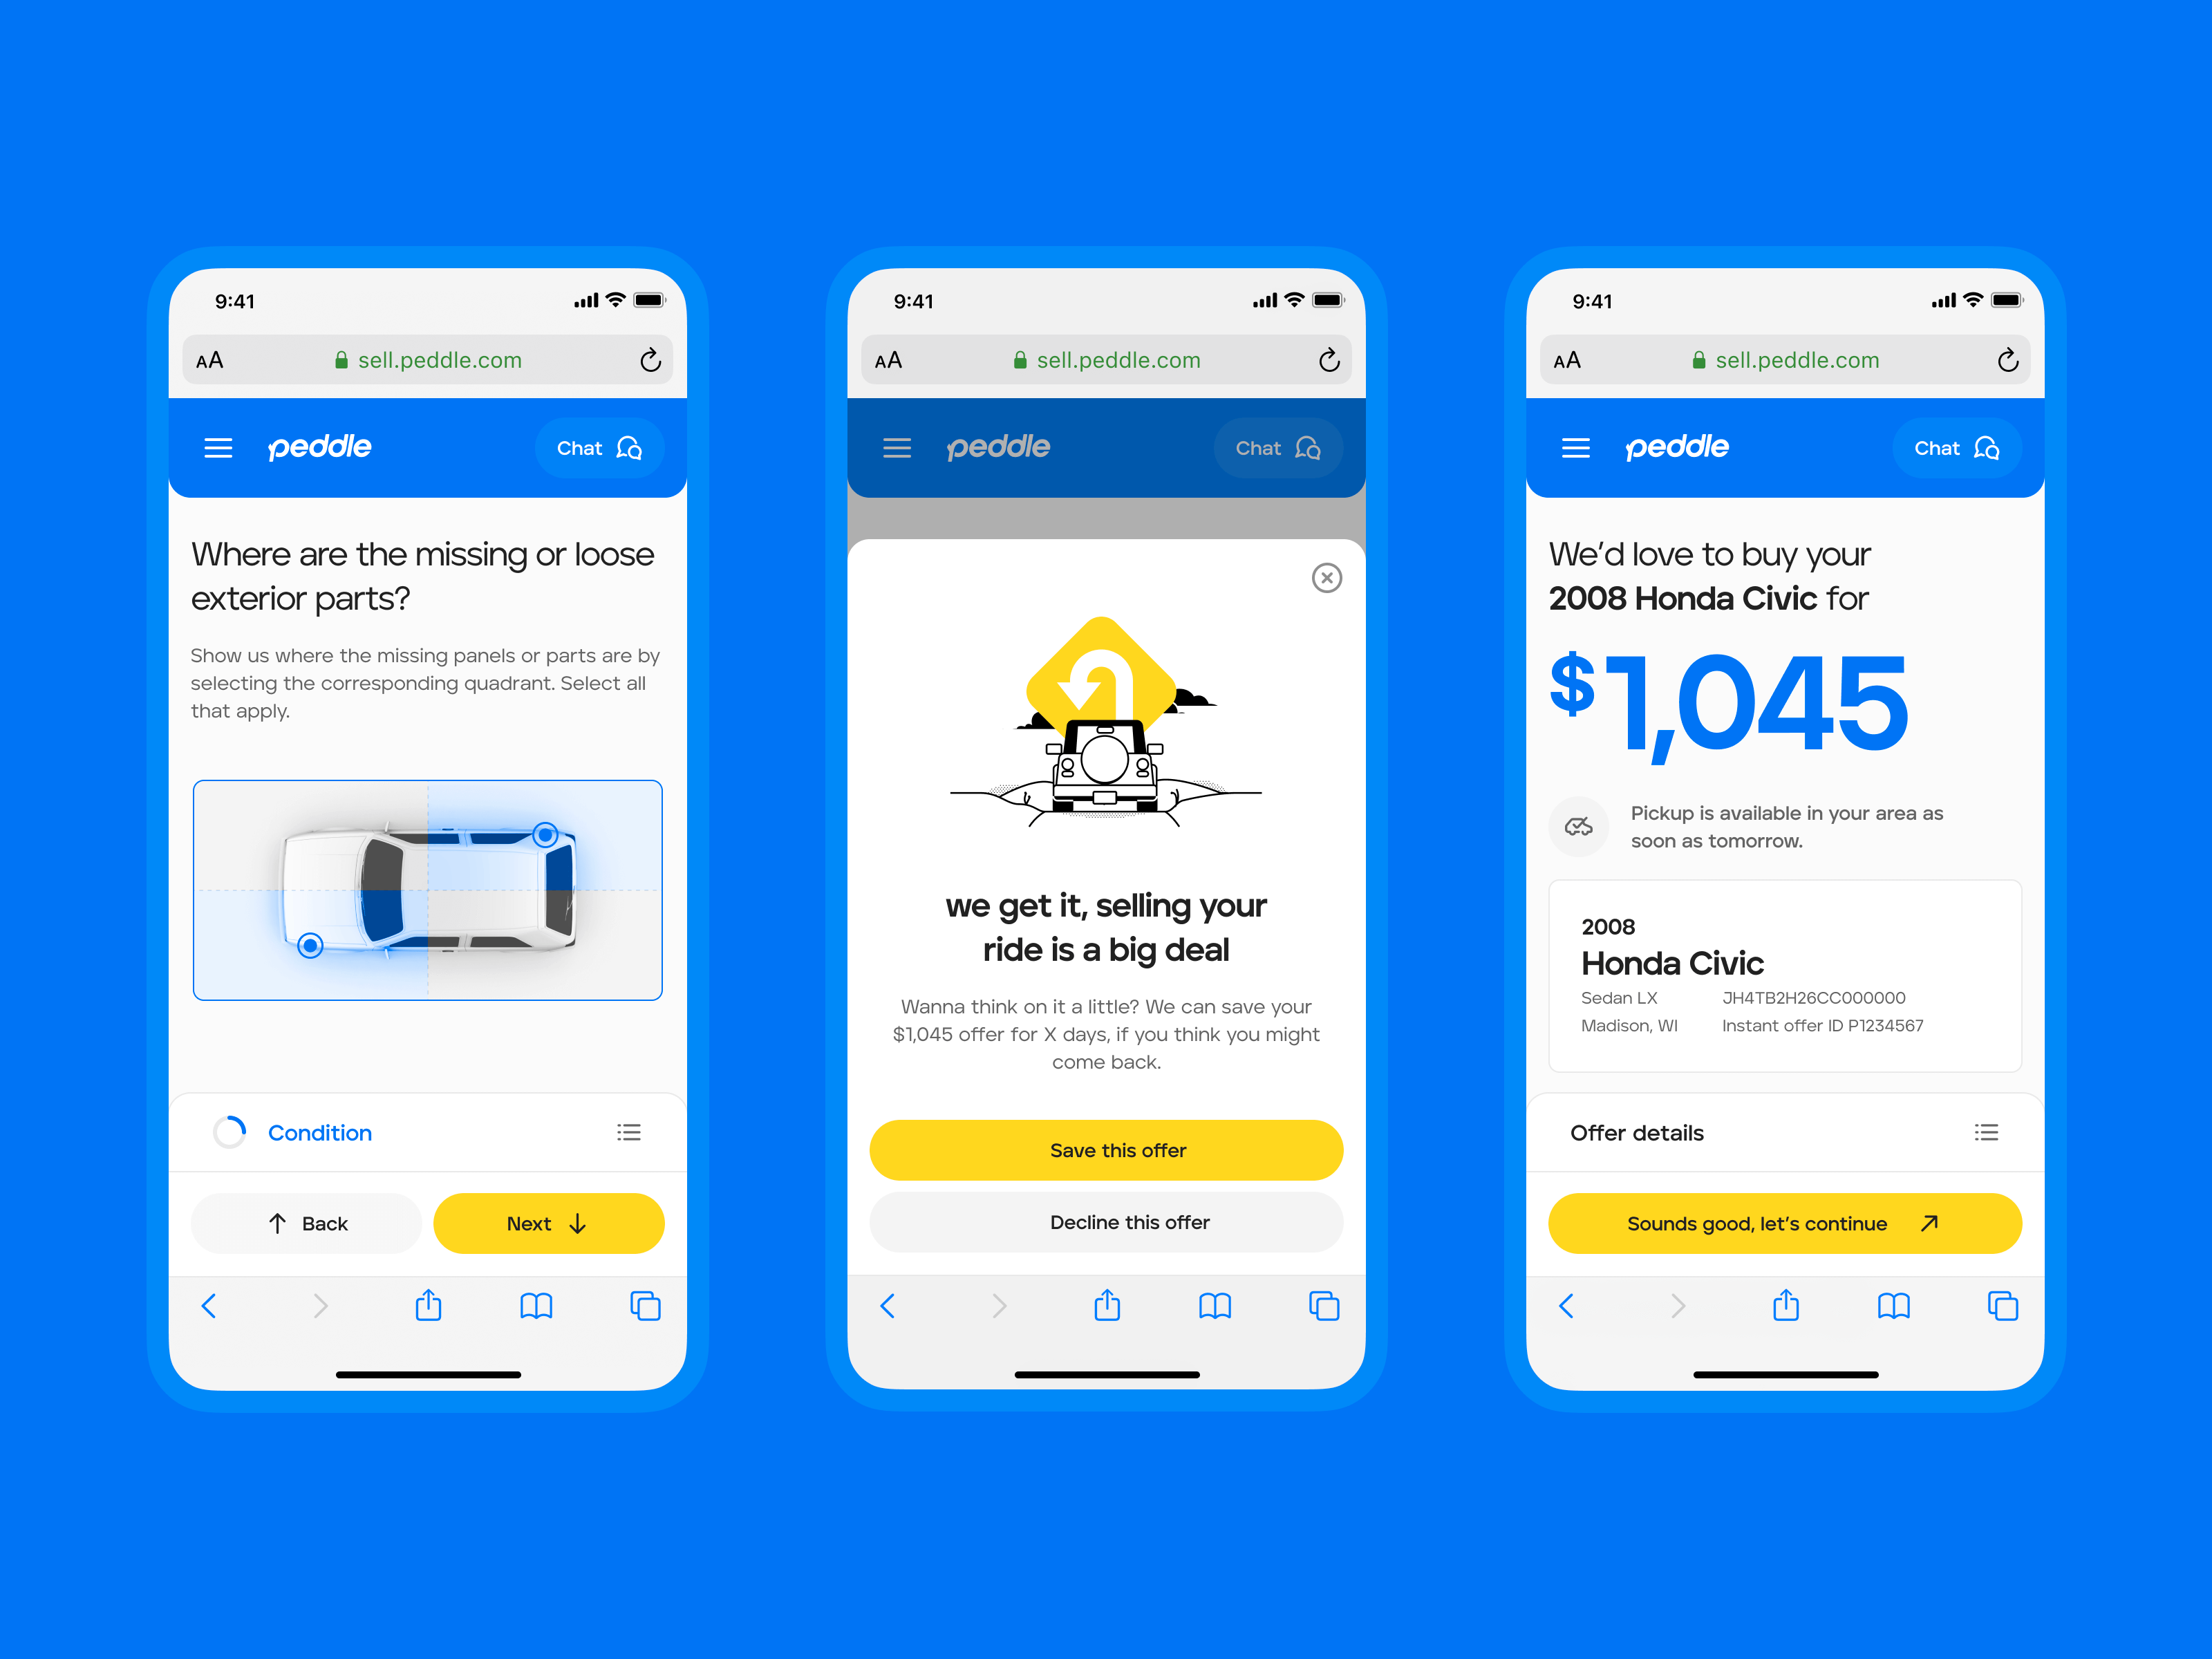 9:41
AA
sell.peddle.com
peddle
Chat
Where are the missing or loose
exterior parts?
Show us where the missing panels or parts are by
selecting the corresponding quadrant. Select all
that apply.
Condition
Back
Next
9:41
AA
sell.peddle.com
peddle
Chat
we get it, selling your
ride is a big deal
Wanna think on it a little? We can save your
$1,045 offer for X days, if you think you might
come back.
Save this offer
Decline this offer
9:41
AA
sell.peddle.com
peddle
Chat
We’d love to buy your
2008 Honda Civic for
$1,045
Pickup is available in your area as
soon as tomorrow.
2008
Honda Civic
Sedan LX JH4TB2H26CC000000
Madison, WI Instant offer ID P1234567
Offer details
Sounds good, let’s continue